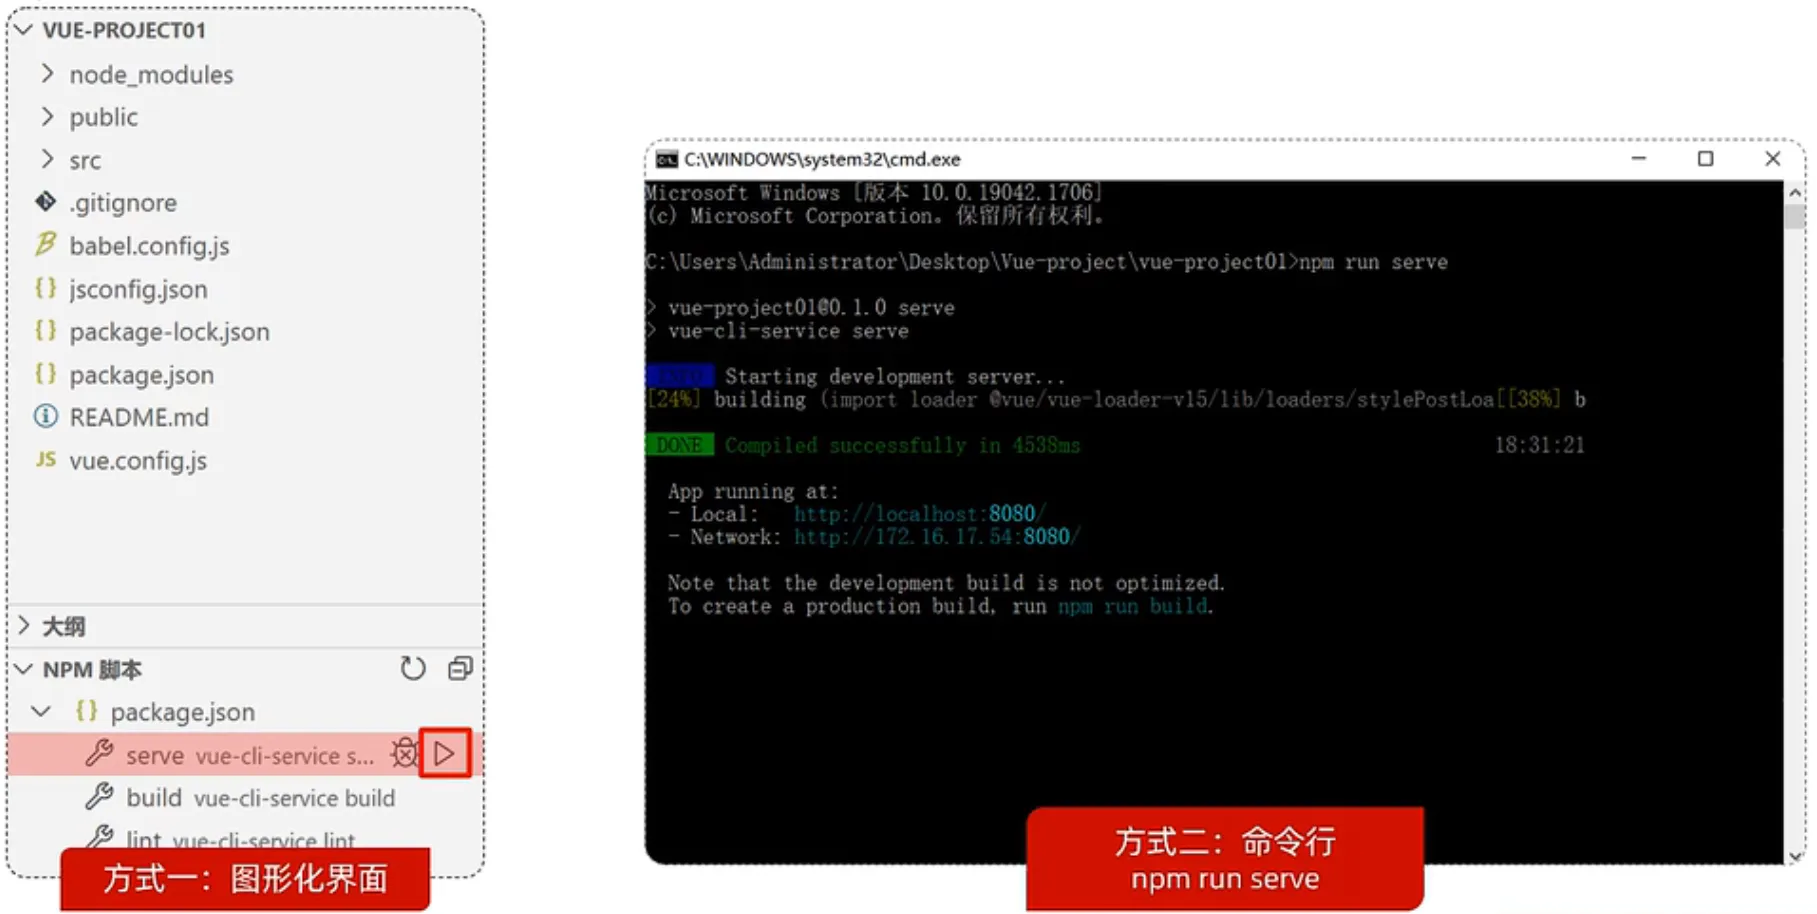 VUE-PROJECT01
node_modules
public
src
.gitignore
babel.config.js
jsconfig.json
package-lock.json
package.json
README.md
JS vue.config.js
大纲
NPM 脚本
package.json
serve vue-cli-service s...
build vue-cli-service build
lint vue-cli-service lint
方式一：图形化界面
C:\WINDOWS\system32\cmd.exe
Microsoft Windows [版本 10.0.19042.1706]
(c) Microsoft Corporation。保留所有权利。
C:\Users\Administrator\Desktop\Vue-project\vue-project01>npm run serve
> vue-project01@0.1.0 serve
> vue-cli-service serve
INFO Starting development server...
[24%] building (import loader @vue/vue-loader-v15/lib/loaders/stylePostLoa[[38%] b
DONE Compiled successfully in 4538ms 18:31:21
App running at:
- Local: http://localhost:8080/
- Network: http://172.16.17.54:8080/
Note that the development build is not optimized.
To create a production build, run npm run build.
方式二：命令行
npm run serve